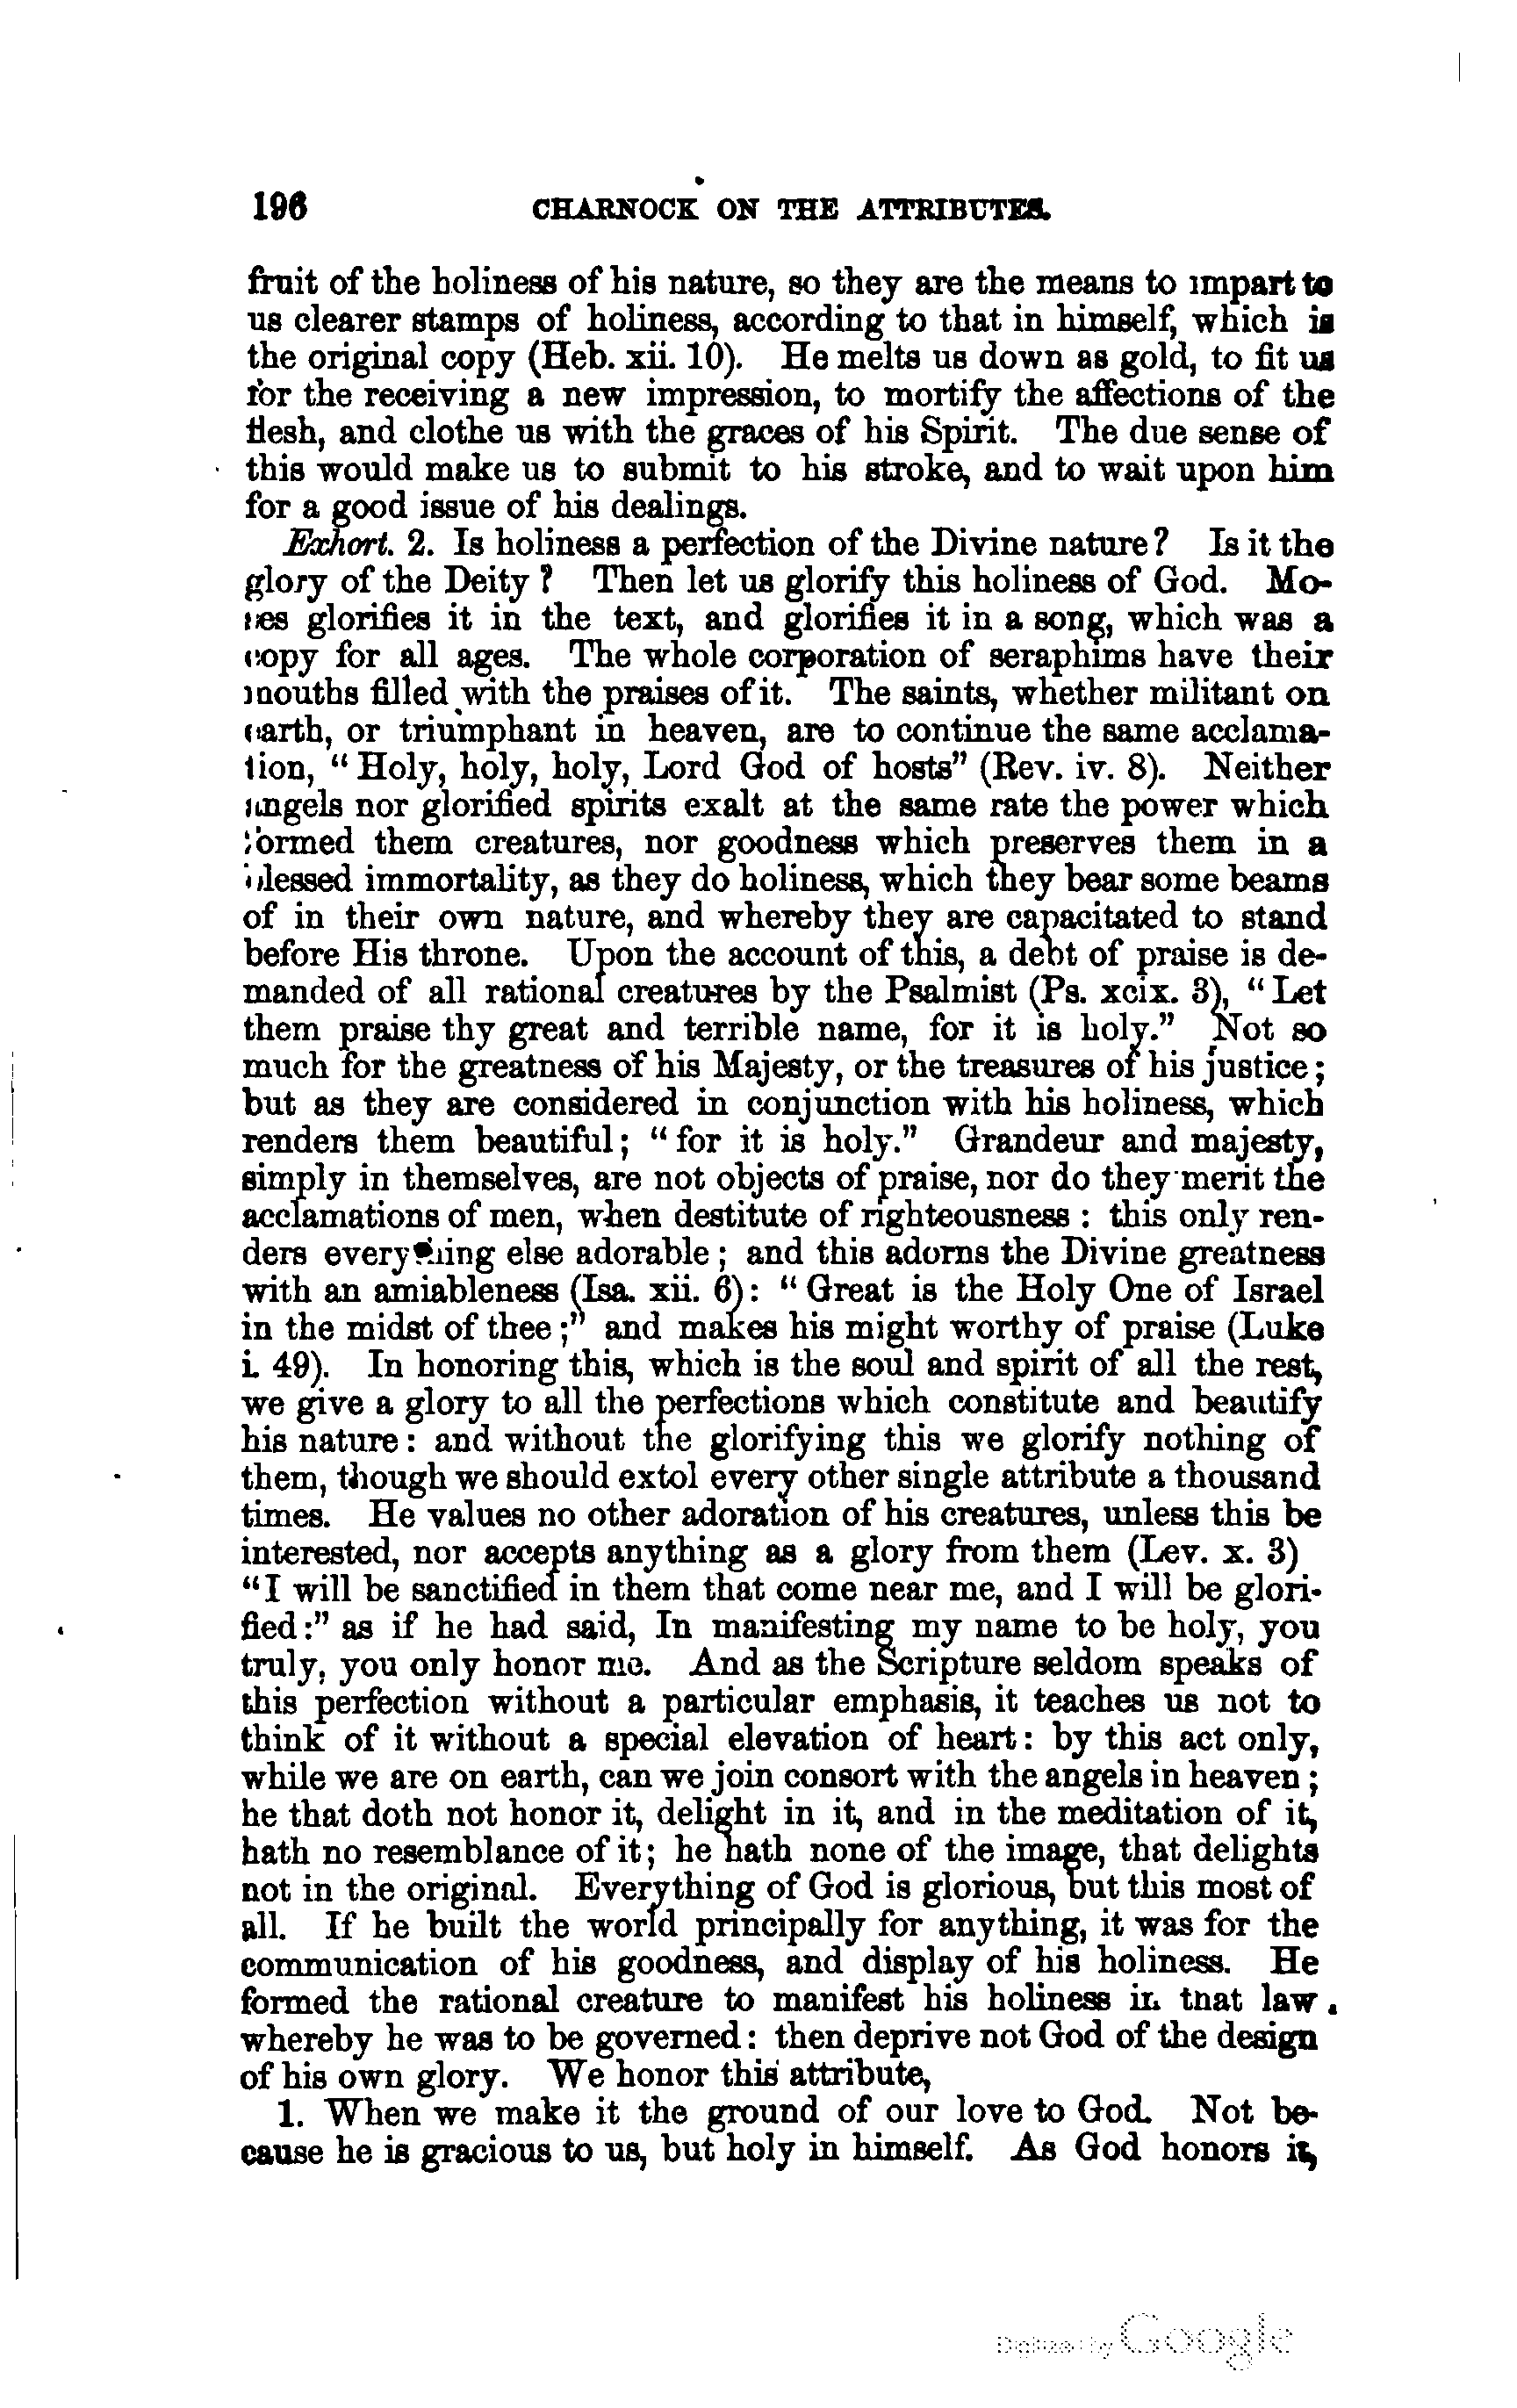 196 CHARNOCK ON THE ATTRIBUTES.
fruit of the holiness of his nature, so they are the means to impart to
us clearer stamps of holiness, according to that in himself, which is
the original copy (Heb. xii. 10). He melts us down as gold, to fit us
for the receiving a new impression, to mortify the affections of the
flesh, and clothe us with the graces of his Spirit. The due sense of
this would make us to submit to his stroke, and to wait upon him
for a good issue of his dealings.
Exhort. 2. Is holiness a perfection of the Divine nature? Is it the
glory of the Deity? Then let us glorify this holiness of God. Mo-
ses glorifies it in the text, and glorifies it in a song, which was a
copy for all ages. The whole corporation of seraphims have their
mouths filled with the praises of it. The saints, whether militant on
earth, or triumphant in heaven, are to continue the same acclama-
tion, "Holy, holy, holy, Lord God of hosts" (Rev. iv. 8). Neither
angels nor glorified spirits exalt at the same rate the power which
formed them creatures, nor goodness which preserves them in a
blessed immortality, as they do holiness, which they bear some beams
of in their own nature, and whereby they are capacitated to stand
before His throne. Upon the account of this, a debt of praise is de-
manded of all rational creatures by the Psalmist (Ps. xcix. 3), "Let
them praise thy great and terrible name, for it is holy." Not so
much for the greatness of his Majesty, or the treasures of his justice;
but as they are considered in conjunction with his holiness, which
renders them beautiful; "for it is holy." Grandeur and majesty,
simply in themselves, are not objects of praise, nor do they merit the
acclamations of men, when destitute of righteousness: this only ren-
ders everything else adorable; and this adorns the Divine greatness
with an amiableness (Isa. xii. 6): "Great is the Holy One of Israel
in the midst of thee;" and makes his might worthy of praise (Luke
i. 49). In honoring this, which is the soul and spirit of all the rest,
we give a glory to all the perfections which constitute and beautify
his nature: and without the glorifying this we glorify nothing of
them, though we should extol every other single attribute a thousand
times. He values no other adoration of his creatures, unless this be
interested, nor accepts anything as a glory from them (Lev. x. 3)
"I will be sanctified in them that come near me, and I will be glori-
fied:" as if he had said, In manifesting my name to be holy, you
truly, you only honor me. And as the Scripture seldom speaks of
this perfection without a particular emphasis, it teaches us not to
think of it without a special elevation of heart: by this act only,
while we are on earth, can we join consort with the angels in heaven;
he that doth not honor it, delight in it, and in the meditation of it,
hath no resemblance of it; he hath none of the image, that delights
not in the original. Everything of God is glorious, but this most of
all. If he built the world principally for anything, it was for the
communication of his goodness, and display of his holiness. He
formed the rational creature to manifest his holiness in that law
whereby he was to be governed: then deprive not God of the design
of his own glory. We honor this attribute,
1. When we make it the ground of our love to God. Not be-
cause he is gracious to us, but holy in himself. As God honors it,
Digitized by Google